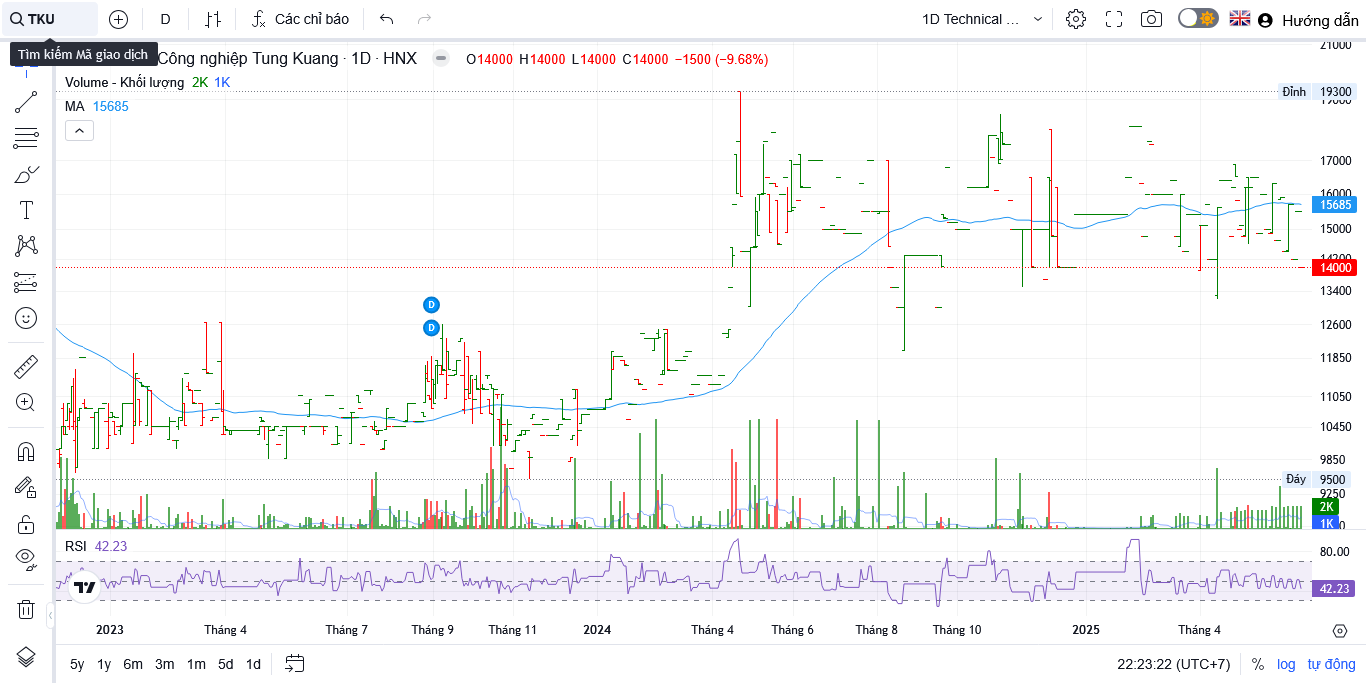 TKU
D
Các chỉ báo
1D Technical ...
Hướng dẫn
Tìm kiếm Mã giao dịch
Công nghiệp Tung Kuang · 1D · HNX
O14000 H14000 L14000 C14000 −1500 (−9.68%)
Volume - Khối lượng 2K 1K
MA 15685
D
D
21000
Đỉnh 19300
19000
17000
16000
15685
15000
14200
14000
13400
12600
11850
11050
10450
9850
Đáy 9500
9250
2K
1K
0
RSI 42.23
80.00
42.23
2023 Tháng 4 Tháng 7 Tháng 9 Tháng 11 2024 Tháng 4 Tháng 6 Tháng 8 Tháng 10 2025 Tháng 4
5y 1y 6m 3m 1m 5d 1d
22:23:22 (UTC+7) % log tự động